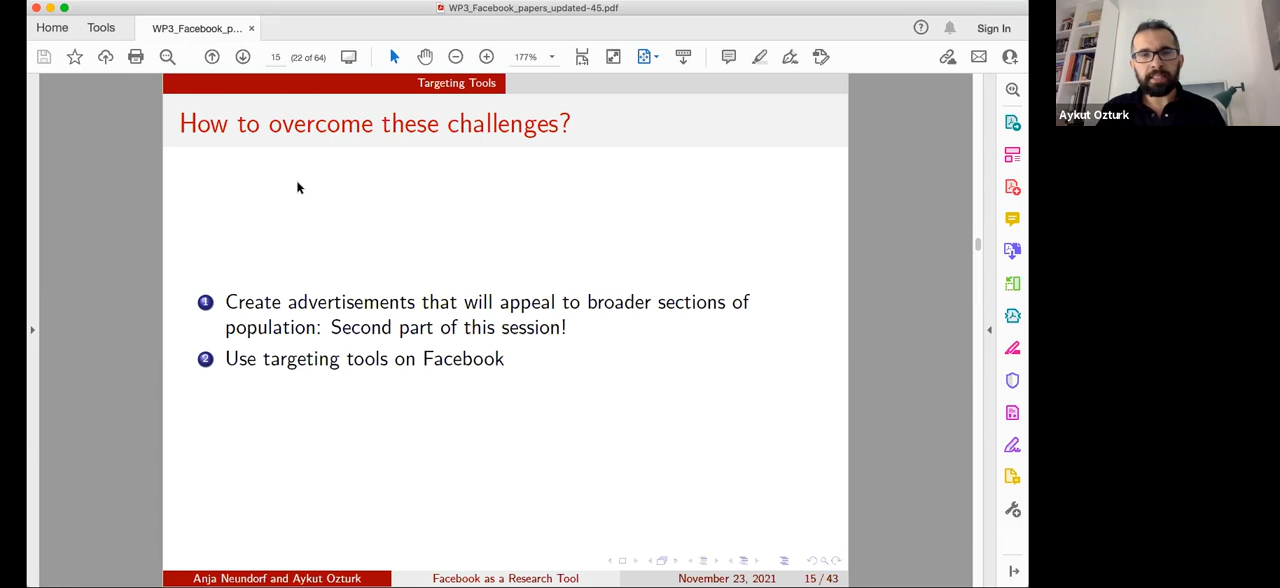 WP3_Facebook_papers_updated-45.pdf
Home Tools WP3_Facebook_p... × Sign In
15 (22 of 64) 177%
Targeting Tools
How to overcome these challenges?
1 Create advertisements that will appeal to broader sections of
population: Second part of this session!
2 Use targeting tools on Facebook
Anja Neundorf and Aykut Ozturk Facebook as a Research Tool November 23, 2021 15 / 43
Aykut Ozturk